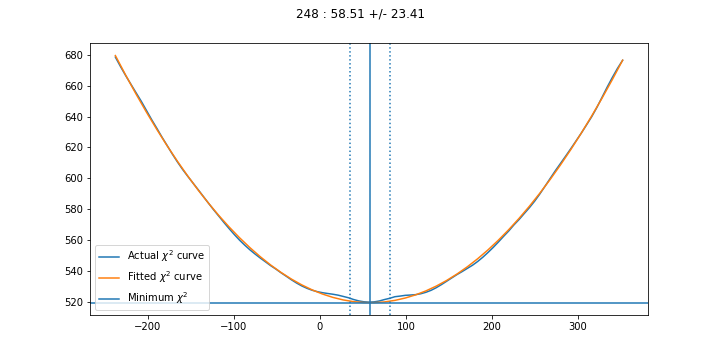 248 : 58.51 +/- 23.41
680
660
640
620
600
580
560
540
520
Actual χ² curve
Fitted χ² curve
Minimum χ²
−200 −100 0 100 200 300